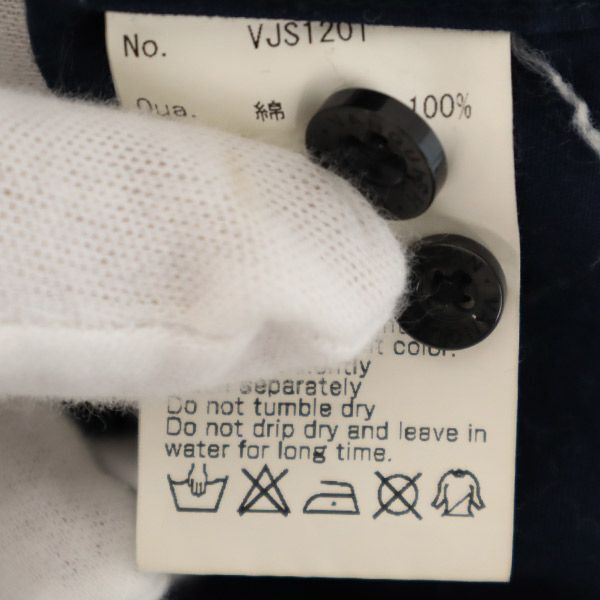 No. VJS1201
Qua. 綿 100%
color.
separately
Do not tumble dry
Do not drip dry and leave in
water for long time.